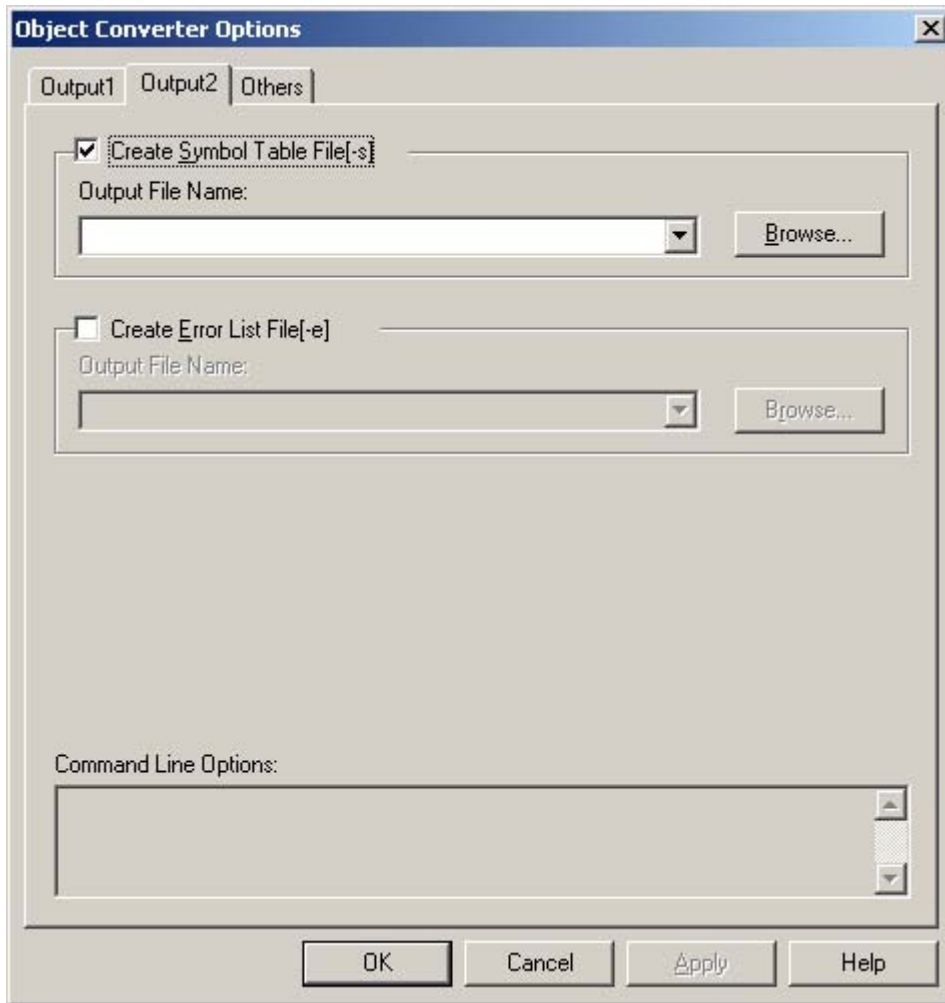 Object Converter Options
Output1 Output2 Others
Create Symbol Table File[-s]
Output File Name:
Browse...
Create Error List File[-e]
Output File Name:
Browse...
Command Line Options:
OK Cancel Apply Help